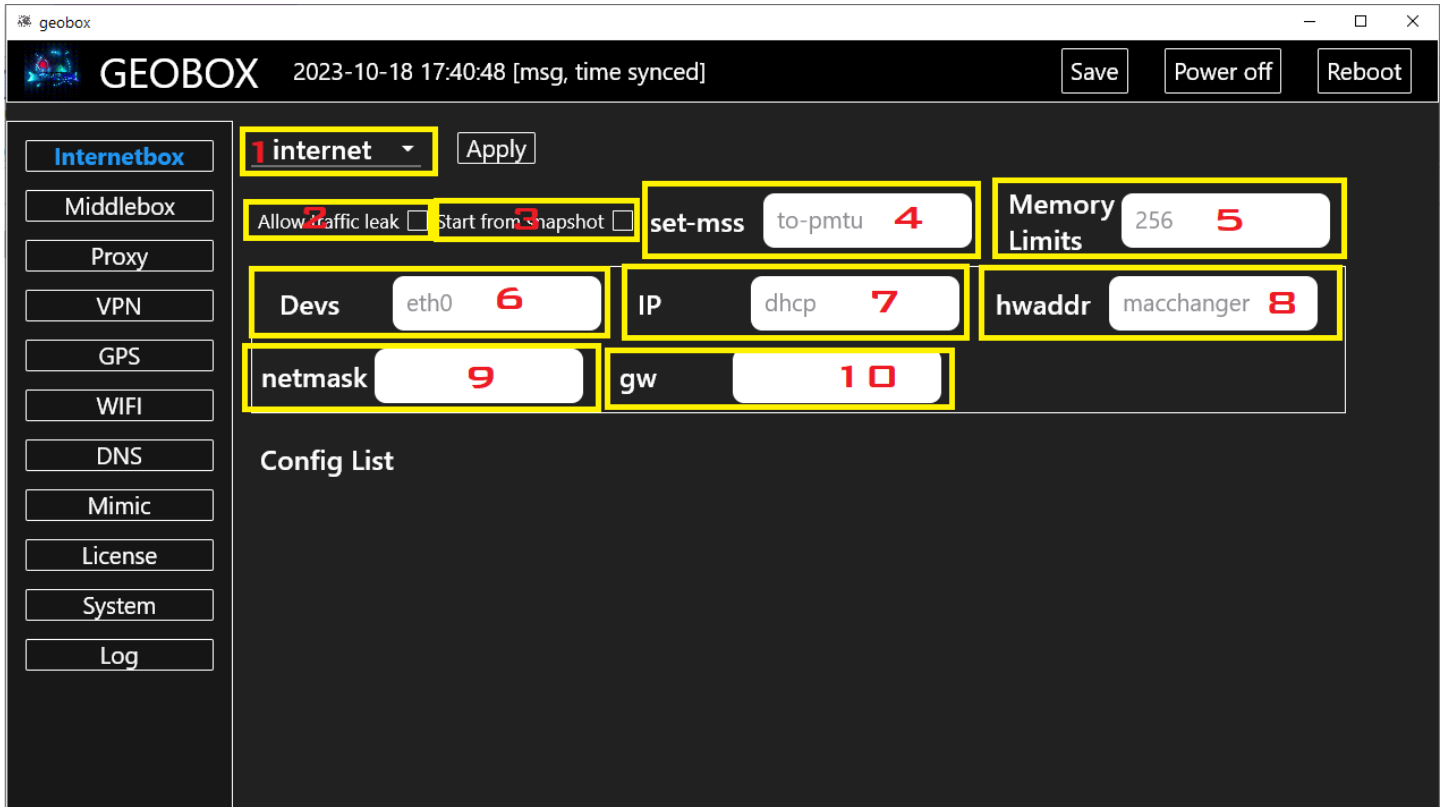 geobox
GEOBOX 2023-10-18 17:40:48 [msg, time synced] Save Power off Reboot
Internetbox
Middlebox
Proxy
VPN
GPS
WIFI
DNS
Mimic
License
System
Log
1 internet Apply
Allow traffic leak 2 Start from snapshot 3 set-mss to-pmtu 4 Memory Limits 256 5
Devs eth0 6 IP dhcp 7 hwaddr macchanger 8
netmask 9 gw 10
Config List